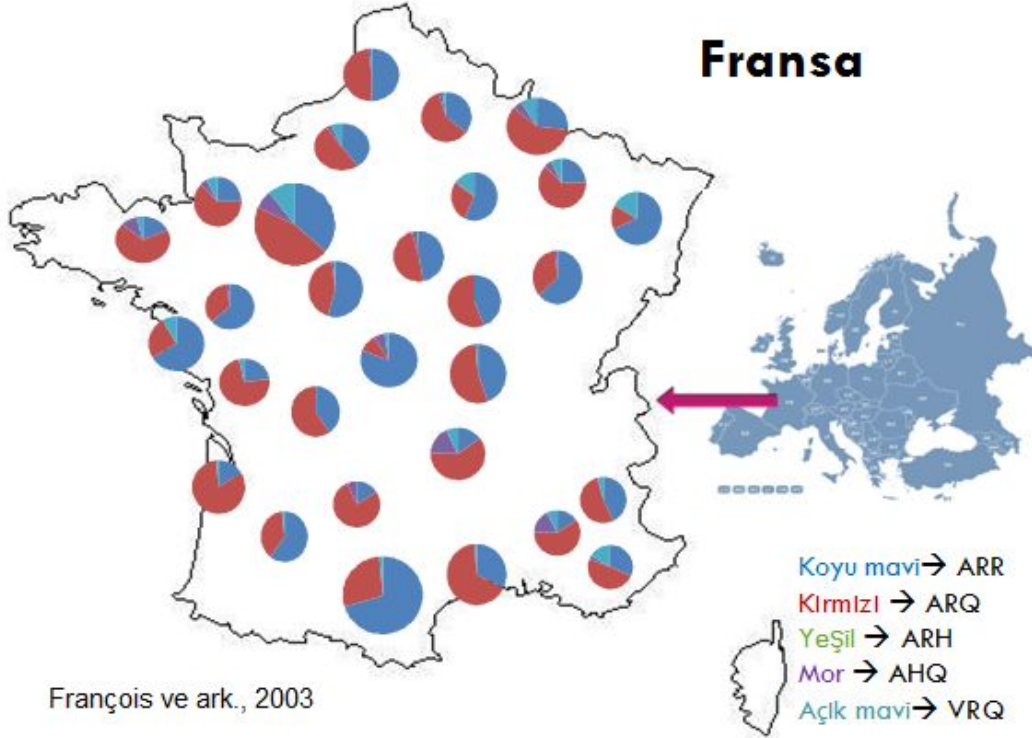 Fransa
Koyu mavi→ ARR
Kırmızı → ARQ
Yeşil → ARH
Mor → AHQ
Açık mavi→ VRQ
François ve ark., 2003